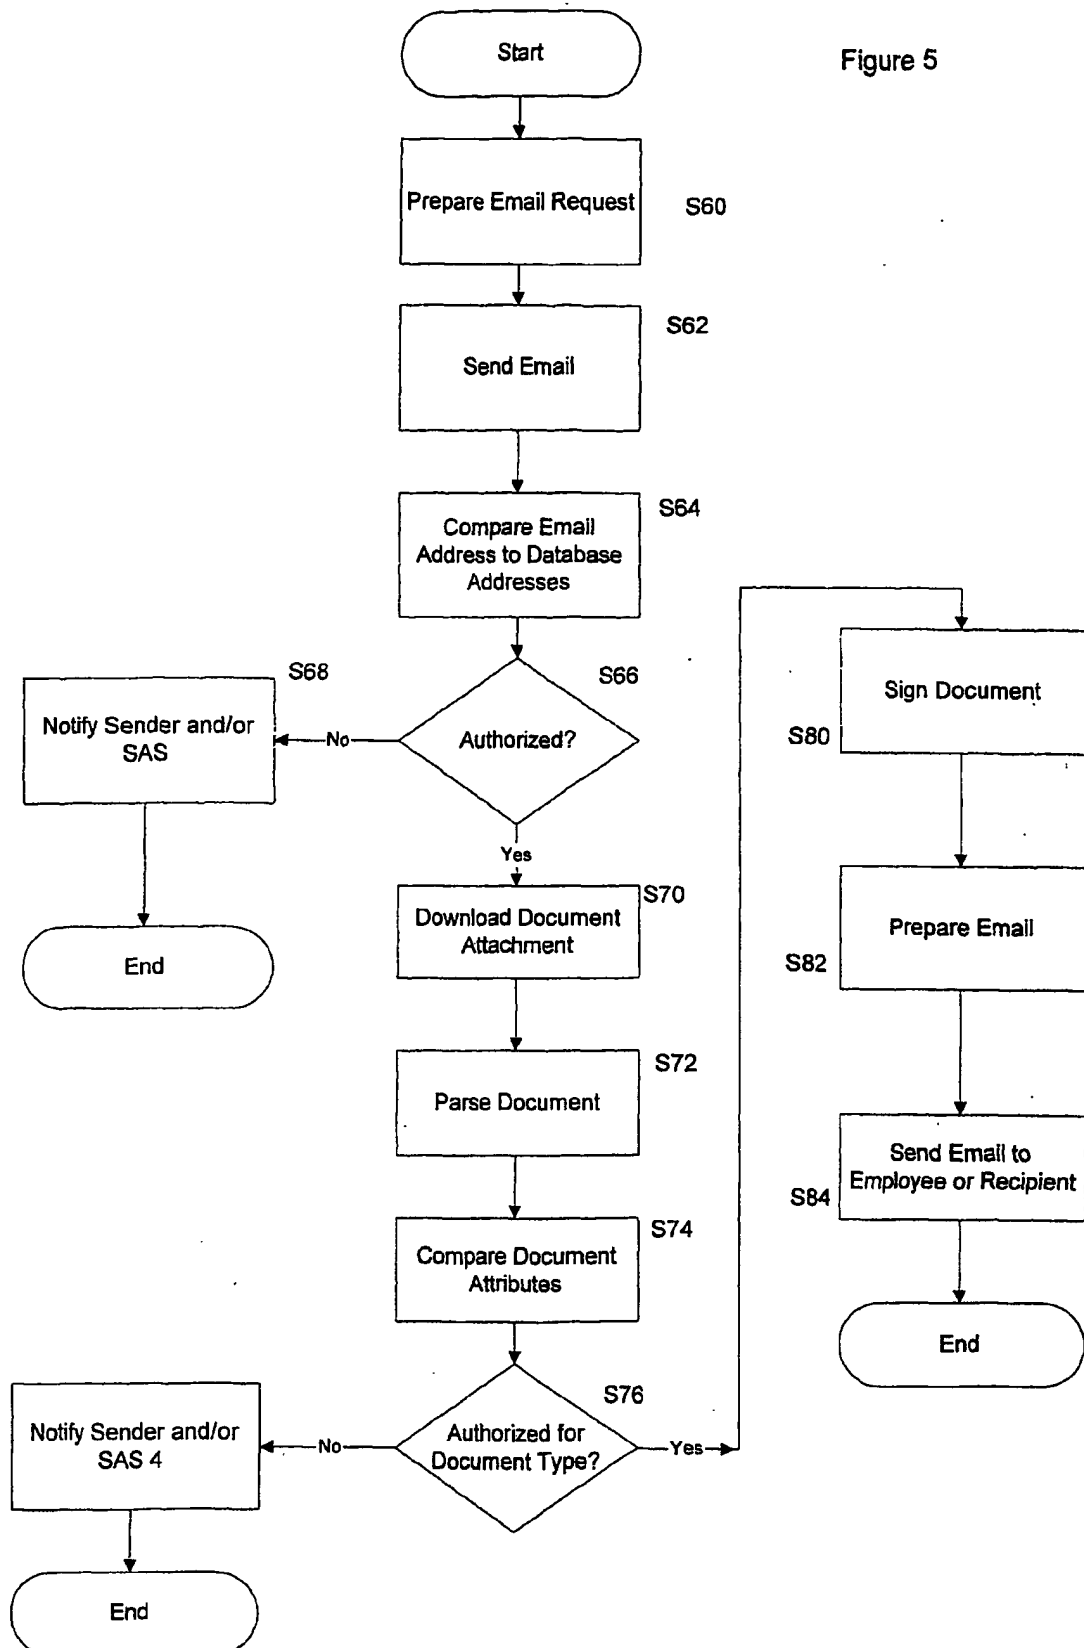 Figure 5
Start
Prepare Email Request
S60
S62
Send Email
S64
Compare Email
Address to Database
Addresses
S66
Authorized?
No
S68
Notify Sender and/or
SAS
End
Yes
S70
Download Document
Attachment
S72
Parse Document
S74
Compare Document
Attributes
S76
Authorized for
Document Type?
No
Notify Sender and/or
SAS 4
End
Yes
Sign Document
S80
Prepare Email
S82
Send Email to
Employee or Recipient
S84
End